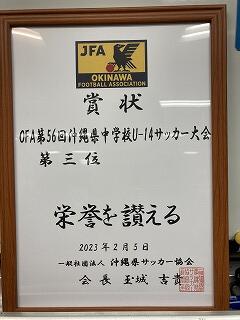 JFA
OKINAWA
FOOTBALL ASSOCIATION
賞状
OFA第56回沖縄県中学校U-14サッカー大会
第三位
栄誉を讃える
2023年2月5日
一般社団法人 沖縄県サッカー協会
会長 玉城 吉貴